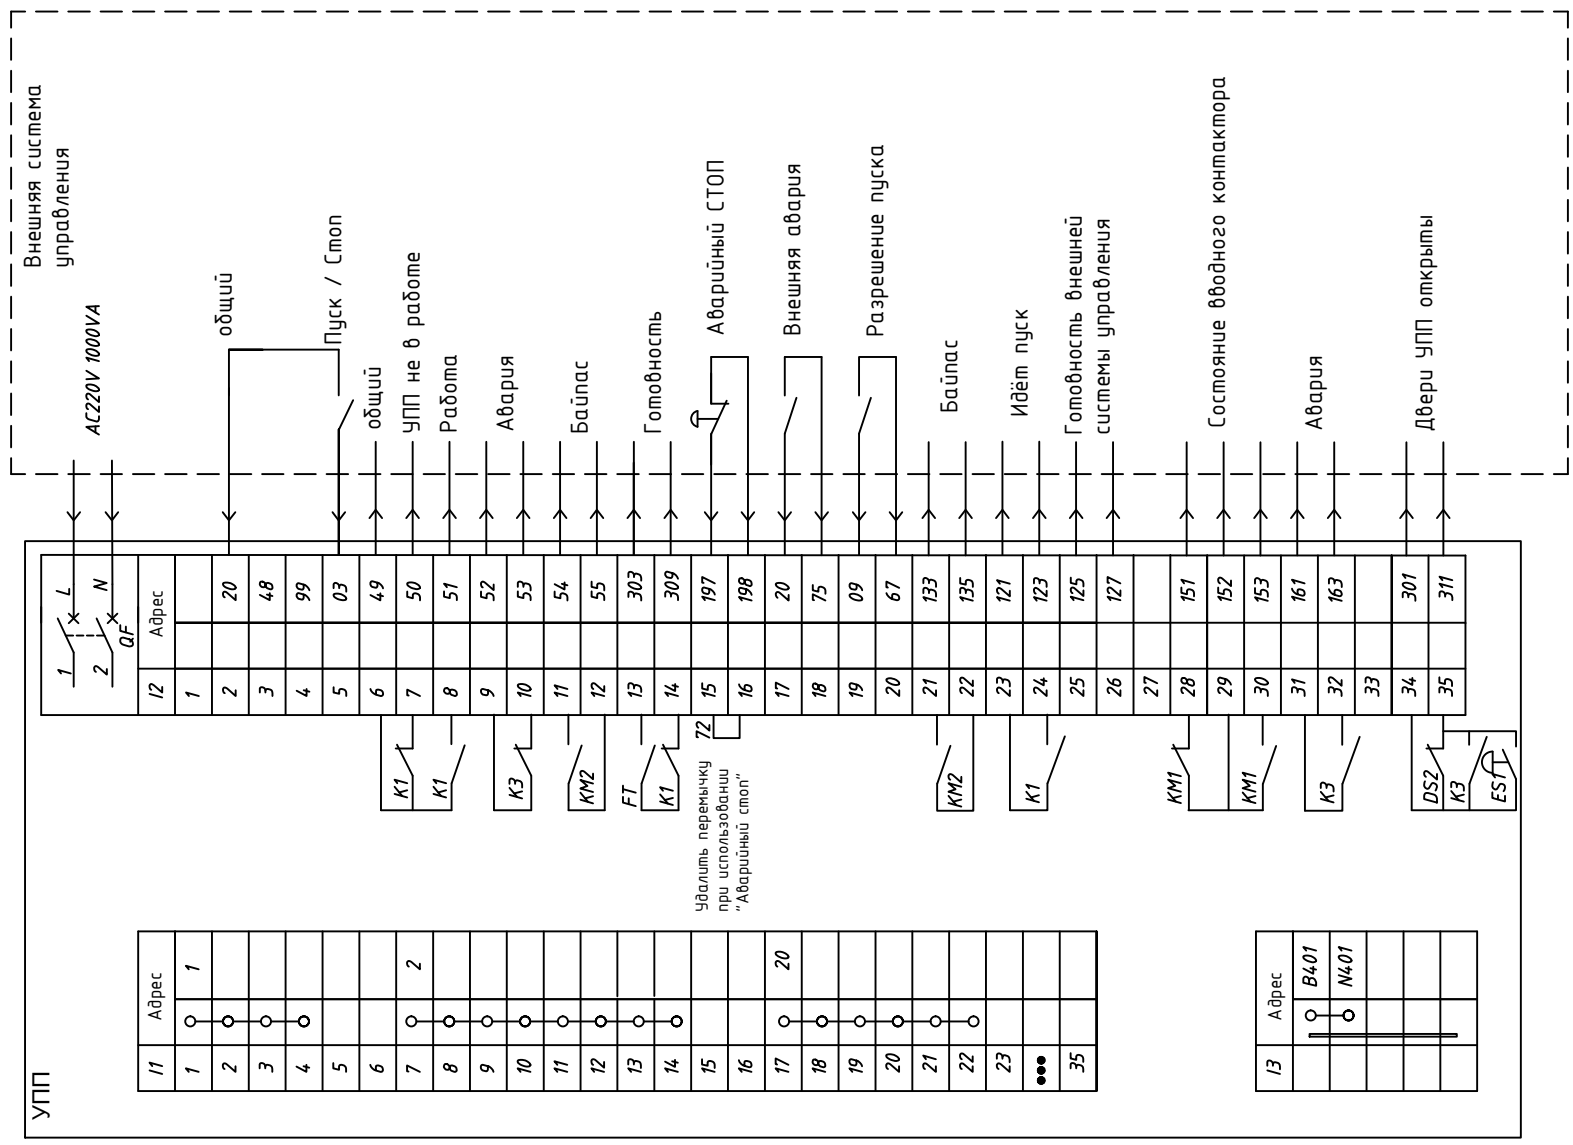 Внешняя система
управления
AC220V 1000VA
общий
Пуск / Стоп
общий
УПП не в работе
Работа
Авария
Байпас
Готовность
Аварийный СТОП
Внешняя авария
Разрешение пуска
Байпас
Идёт пуск
Готовность внешней
системы управления
Состояние вводного контактора
Авария
Двери УПП открыты
УПП
1 L
2 N
QF
I2 Адрес
1
2 20
3 48
4 99
5 03
6 49
7 50
8 51
9 52
10 53
11 54
12 55
13 303
14 309
15 197
16 198
17 20
18 75
19 09
20 67
21 133
22 135
23 121
24 123
25 125
26 127
27
28 151
29 152
30 153
31 161
32 163
33
34 301
35 311
K1
K1
K3
KM2
FT
K1
72
Удалить перемычку
при использовании
"Аварийный стоп"
KM2
K1
KM1
KM1
K3
DS2
K3
ES1
I1 Адрес
1 1
2
3
4
5
6
7 2
8
9
10
11
12
13
14
15
16
17 20
18
19
20
21
22
23
•••
35
I3 Адрес
B401
N401